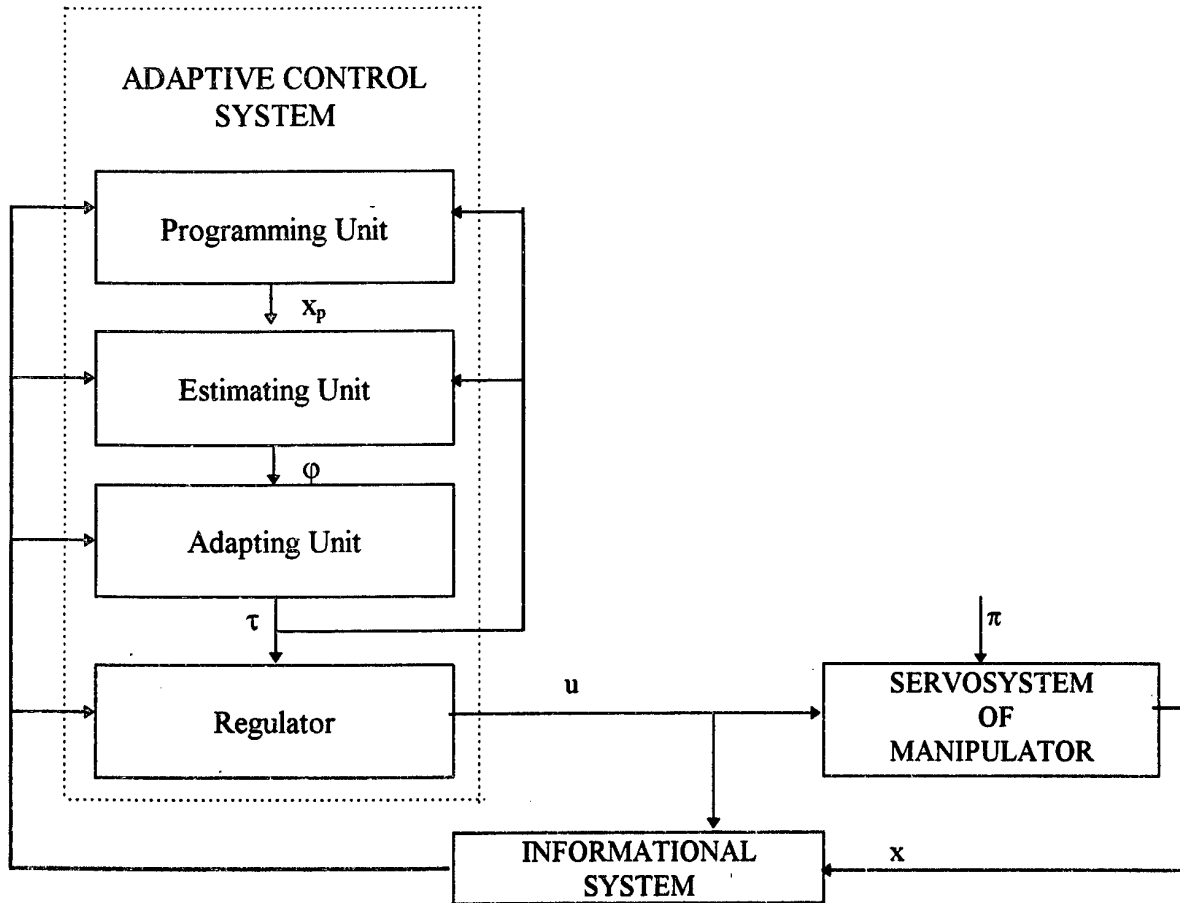 ADAPTIVE CONTROL
SYSTEM
Programming Unit
xₚ
Estimating Unit
φ
Adapting Unit
τ
π
Regulator
u
SERVOSYSTEM
OF
MANIPULATOR
INFORMATIONAL
SYSTEM
x